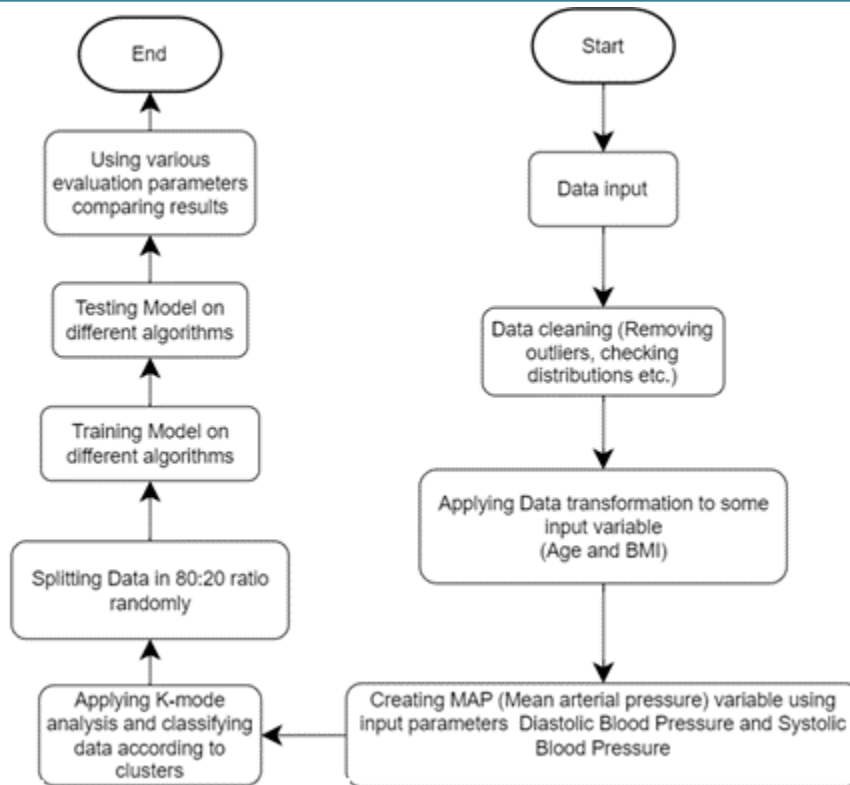 Start
Data input
Data cleaning (Removing
outliers, checking
distributions etc.)
Applying Data transformation to some
input variable
(Age and BMI)
Creating MAP (Mean arterial pressure) variable using
input parameters Diastolic Blood Pressure and Systolic
Blood Pressure
Applying K-mode
analysis and classifying
data according to
clusters
Splitting Data in 80:20 ratio
randomly
Training Model on
different algorithms
Testing Model on
different algorithms
Using various
evaluation parameters
comparing results
End